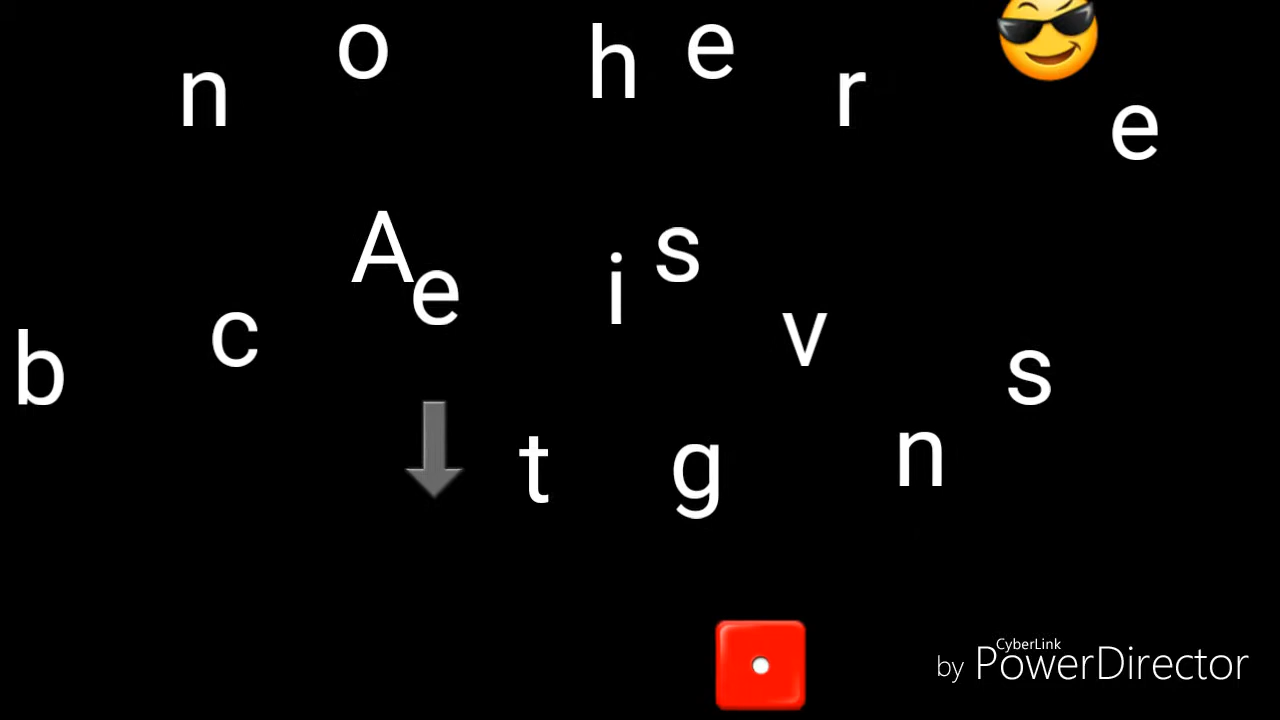 n o h e r e
A e i s
b c v s
t g n
by CyberLink PowerDirector